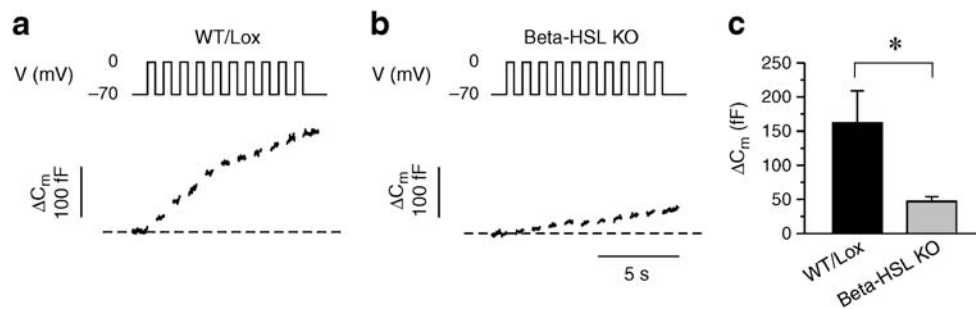 a
WT/Lox
V (mV)
0
–70
ΔCm
100 fF
b
Beta-HSL KO
V (mV)
0
–70
ΔCm
100 fF
5 s
c
*
ΔCm (fF)
250
200
150
100
50
0
WT/Lox
Beta-HSL KO